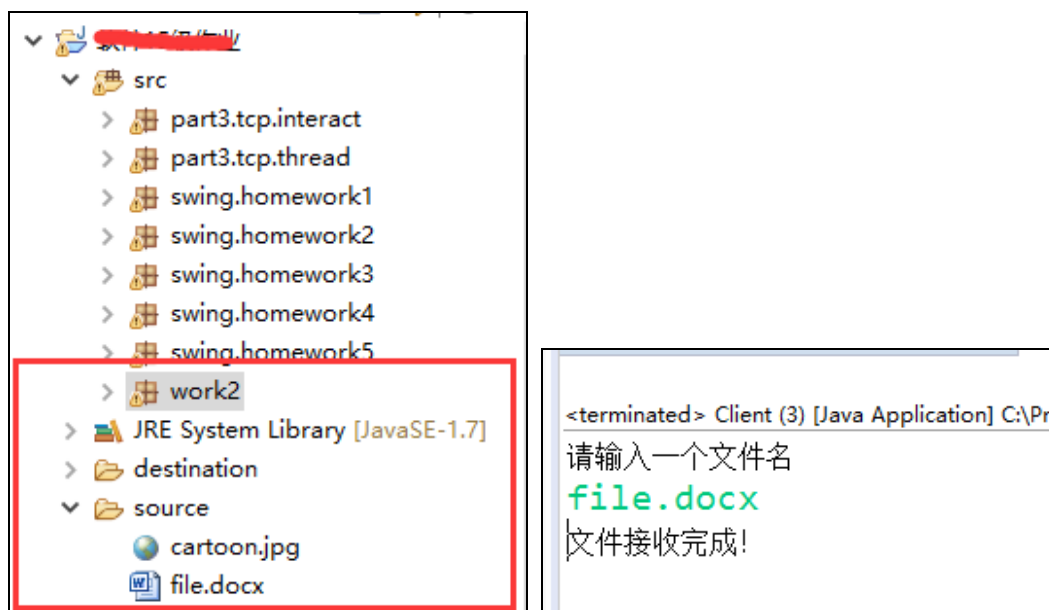 src
part3.tcp.interact
part3.tcp.thread
swing.homework1
swing.homework2
swing.homework3
swing.homework4
swing.homework5
work2
JRE System Library [JavaSE-1.7]
destination
source
cartoon.jpg
file.docx
<terminated> Client (3) [Java Application] C:\Pr
请输入一个文件名
file.docx
文件接收完成!